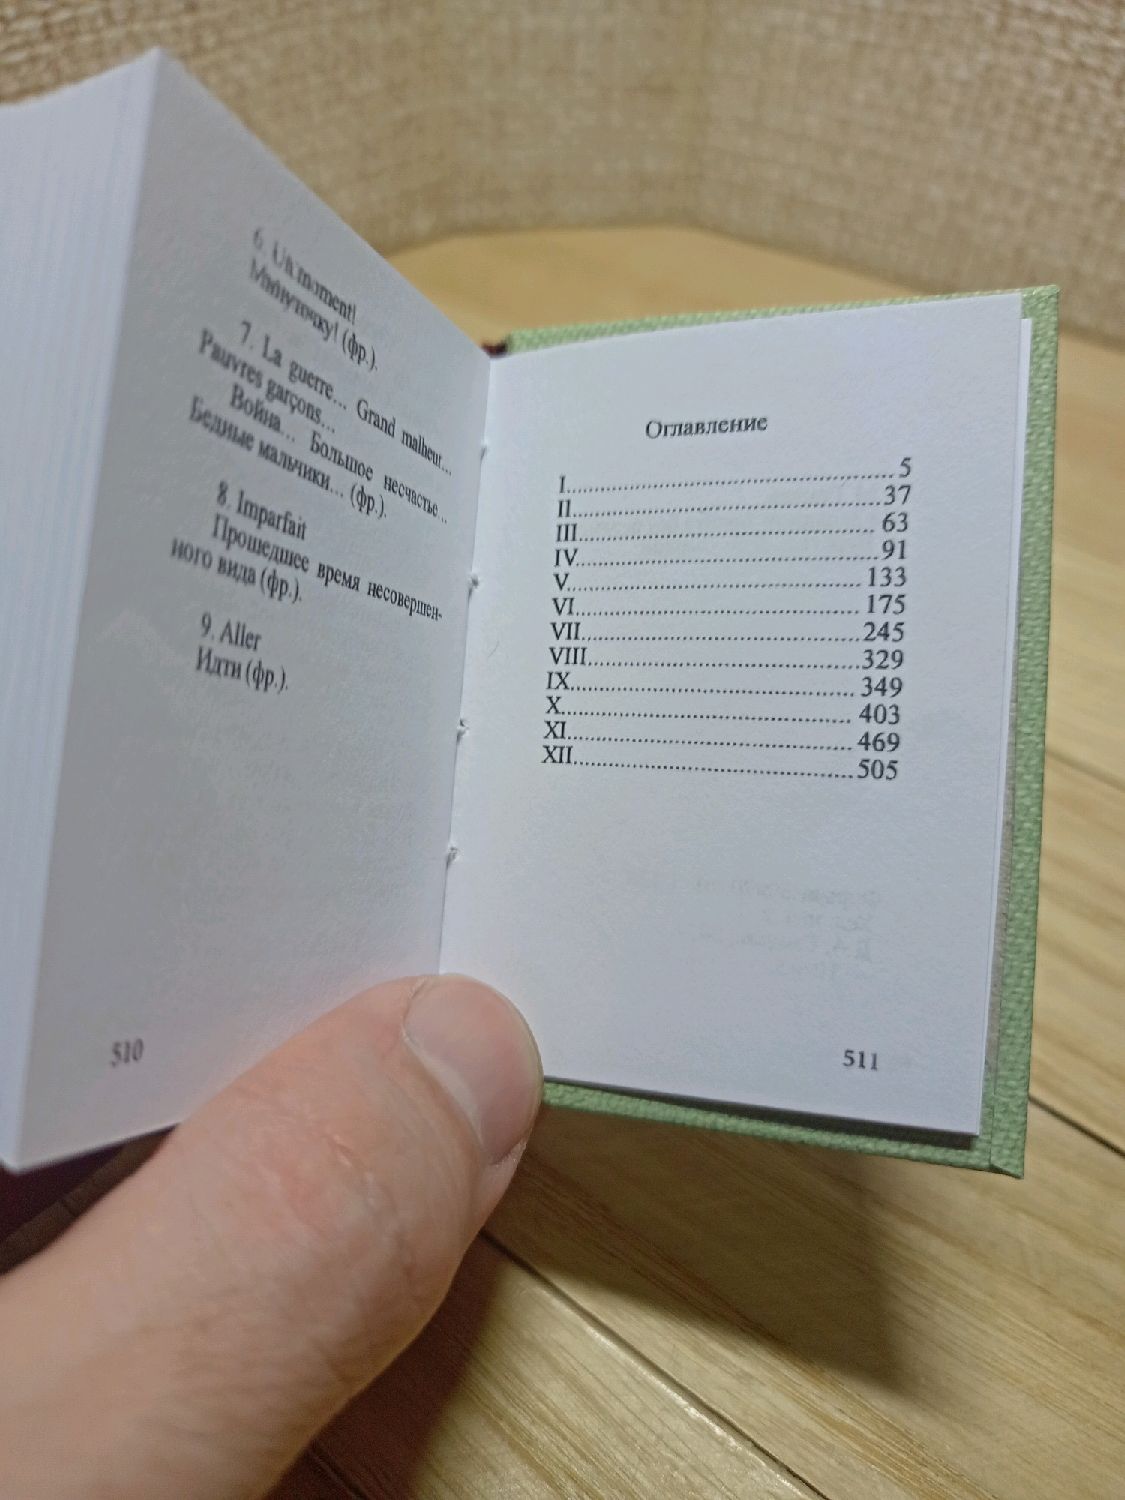 6. Un moment!
Минуточку! (фр.).
7. La guerre... Grand malheur...
Pauvres garçons...
Война... Большое несчастье...
Бедные мальчики... (фр.).
8. Imparfait
Прошедшее время несовершен-
ного вида (фр.).
9. Aller
Идти (фр.).
510
Оглавление
I.................................................. 5
II.................................................37
III................................................ 63
IV................................................91
V................................................. 133
VI................................................ 175
VII...............................................245
VIII..............................................329
IX................................................ 349
X................................................. 403
XI................................................ 469
XII...............................................505
511